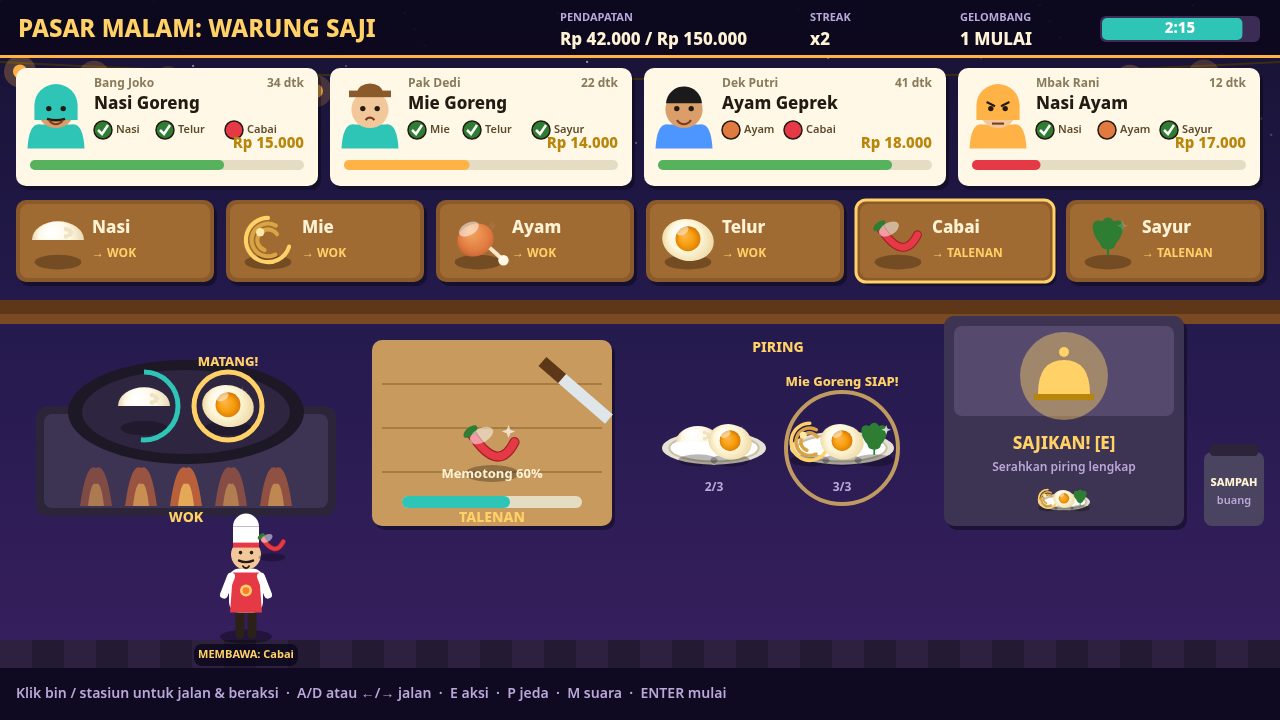 PASAR MALAM: WARUNG SAJI
PENDAPATAN
Rp 42.000 / Rp 150.000
STREAK
x2
GELOMBANG
1 MULAI
2:15
Bang Joko
34 dtk
Nasi Goreng
Nasi
Telur
Cabai
Rp 15.000
Pak Dedi
22 dtk
Mie Goreng
Mie
Telur
Sayur
Rp 14.000
Dek Putri
41 dtk
Ayam Geprek
Ayam
Cabai
Rp 18.000
Mbak Rani
12 dtk
Nasi Ayam
Nasi
Ayam
Sayur
Rp 17.000
Nasi
→ WOK
Mie
→ WOK
Ayam
→ WOK
Telur
→ WOK
Cabai
→ TALENAN
Sayur
→ TALENAN
MATANG!
WOK
Memotong 60%
TALENAN
PIRING
Mie Goreng SIAP!
2/3
3/3
SAJIKAN! [E]
Serahkan piring lengkap
SAMPAH
buang
MEMBAWA: Cabai
Klik bin / stasiun untuk jalan & beraksi · A/D atau ←/→ jalan · E aksi · P jeda · M suara · ENTER mulai